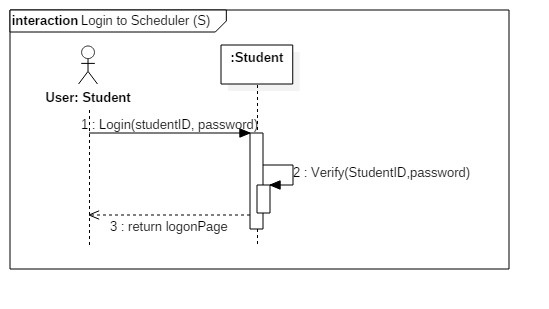 interaction Login to Scheduler (S)
:Student
User: Student
1 : Login(studentID, password)
2 : Verify(StudentID,password)
3 : return logonPage